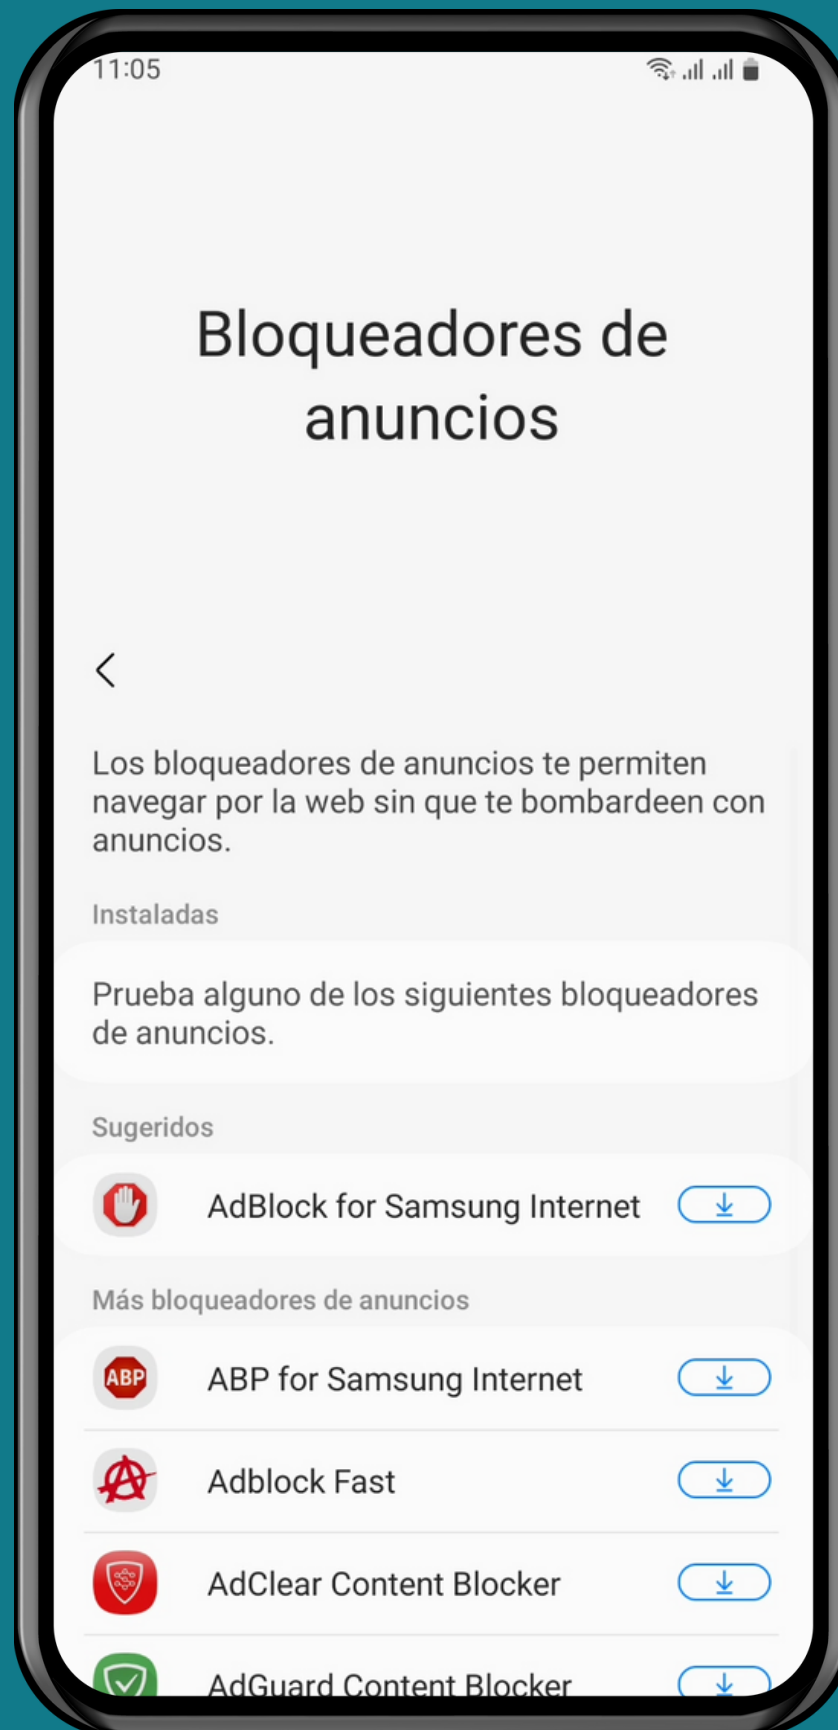 11:05
Bloqueadores de
anuncios
Los bloqueadores de anuncios te permiten
navegar por la web sin que te bombardeen con
anuncios.
Instaladas
Prueba alguno de los siguientes bloqueadores
de anuncios.
Sugeridos
AdBlock for Samsung Internet
Más bloqueadores de anuncios
ABP
ABP for Samsung Internet
Adblock Fast
AdClear Content Blocker
AdGuard Content Blocker